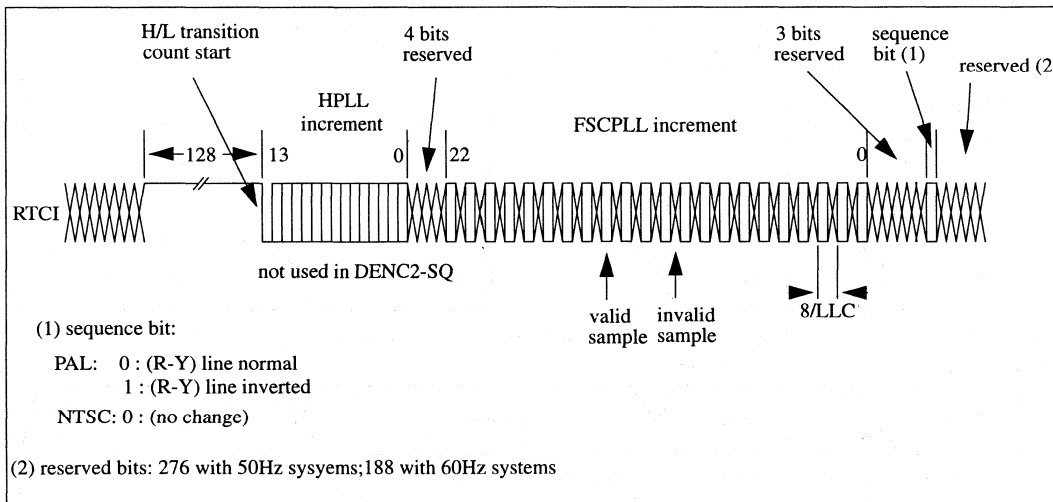 H/L transition
count start
4 bits
reserved
3 bits
reserved
sequence
bit (1)
reserved (2
HPLL
increment
FSCPLL increment
128
13
0
22
0
RTCI
not used in DENC2-SQ
valid
sample
invalid
sample
8/LLC
(1) sequence bit:
PAL: 0 : (R-Y) line normal
1 : (R-Y) line inverted
NTSC: 0 : (no change)
(2) reserved bits: 276 with 50Hz sysyems;188 with 60Hz systems